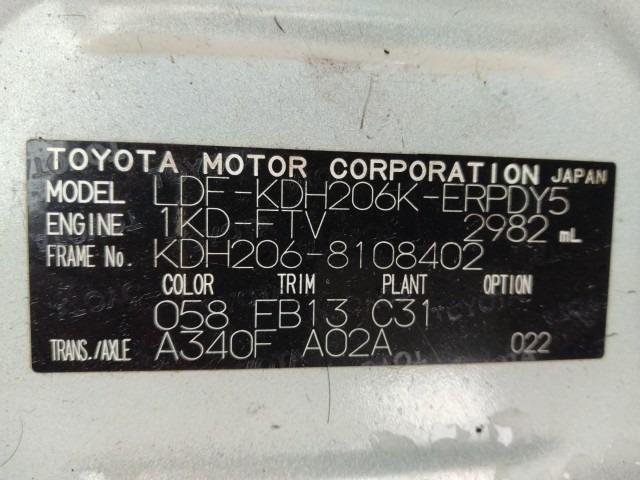 TOYOTA MOTOR CORPORATION JAPAN
MODEL LDF-KDH206K-ERPDY5
ENGINE 1KD-FTV 2982 mL
FRAME No. KDH206-8108402
COLOR TRIM PLANT OPTION
058 FB13 C31
TRANS./AXLE A340F A02A 022